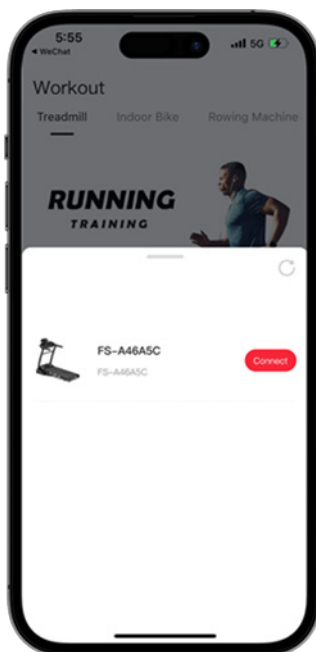 5:55
5G
WeChat
Workout
Treadmill Indoor Bike Rowing Machine
RUNNING
TRAINING
FS-A46A5C
FS-A46A5C
Connect